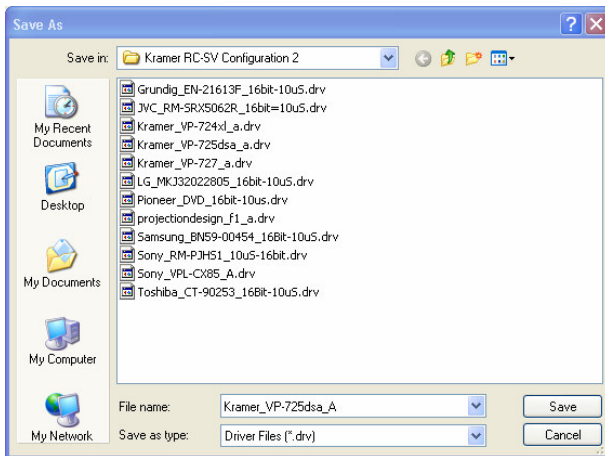 Save As
Save in: Kramer RC-SV Configuration 2
My Recent Documents
Desktop
My Documents
My Computer
My Network
Grundig_EN-21613F_16bit-10uS.drv
JVC_RM-SRX5062R_16bit=10uS.drv
Kramer_VP-724xl_a.drv
Kramer_VP-725dsa_a.drv
Kramer_VP-727_a.drv
LG_MKJ32022805_16bit-10uS.drv
Pioneer_DVD_16bit-10us.drv
projectiondesign_f1_a.drv
Samsung_BN59-00454_16Bit-10uS.drv
Sony_RM-PJHS1_10uS-16bit.drv
Sony_VPL-CX85_A.drv
Toshiba_CT-90253_16Bit-10uS.drv
File name: Kramer_VP-725dsa_A Save
Save as type: Driver Files (*.drv) Cancel